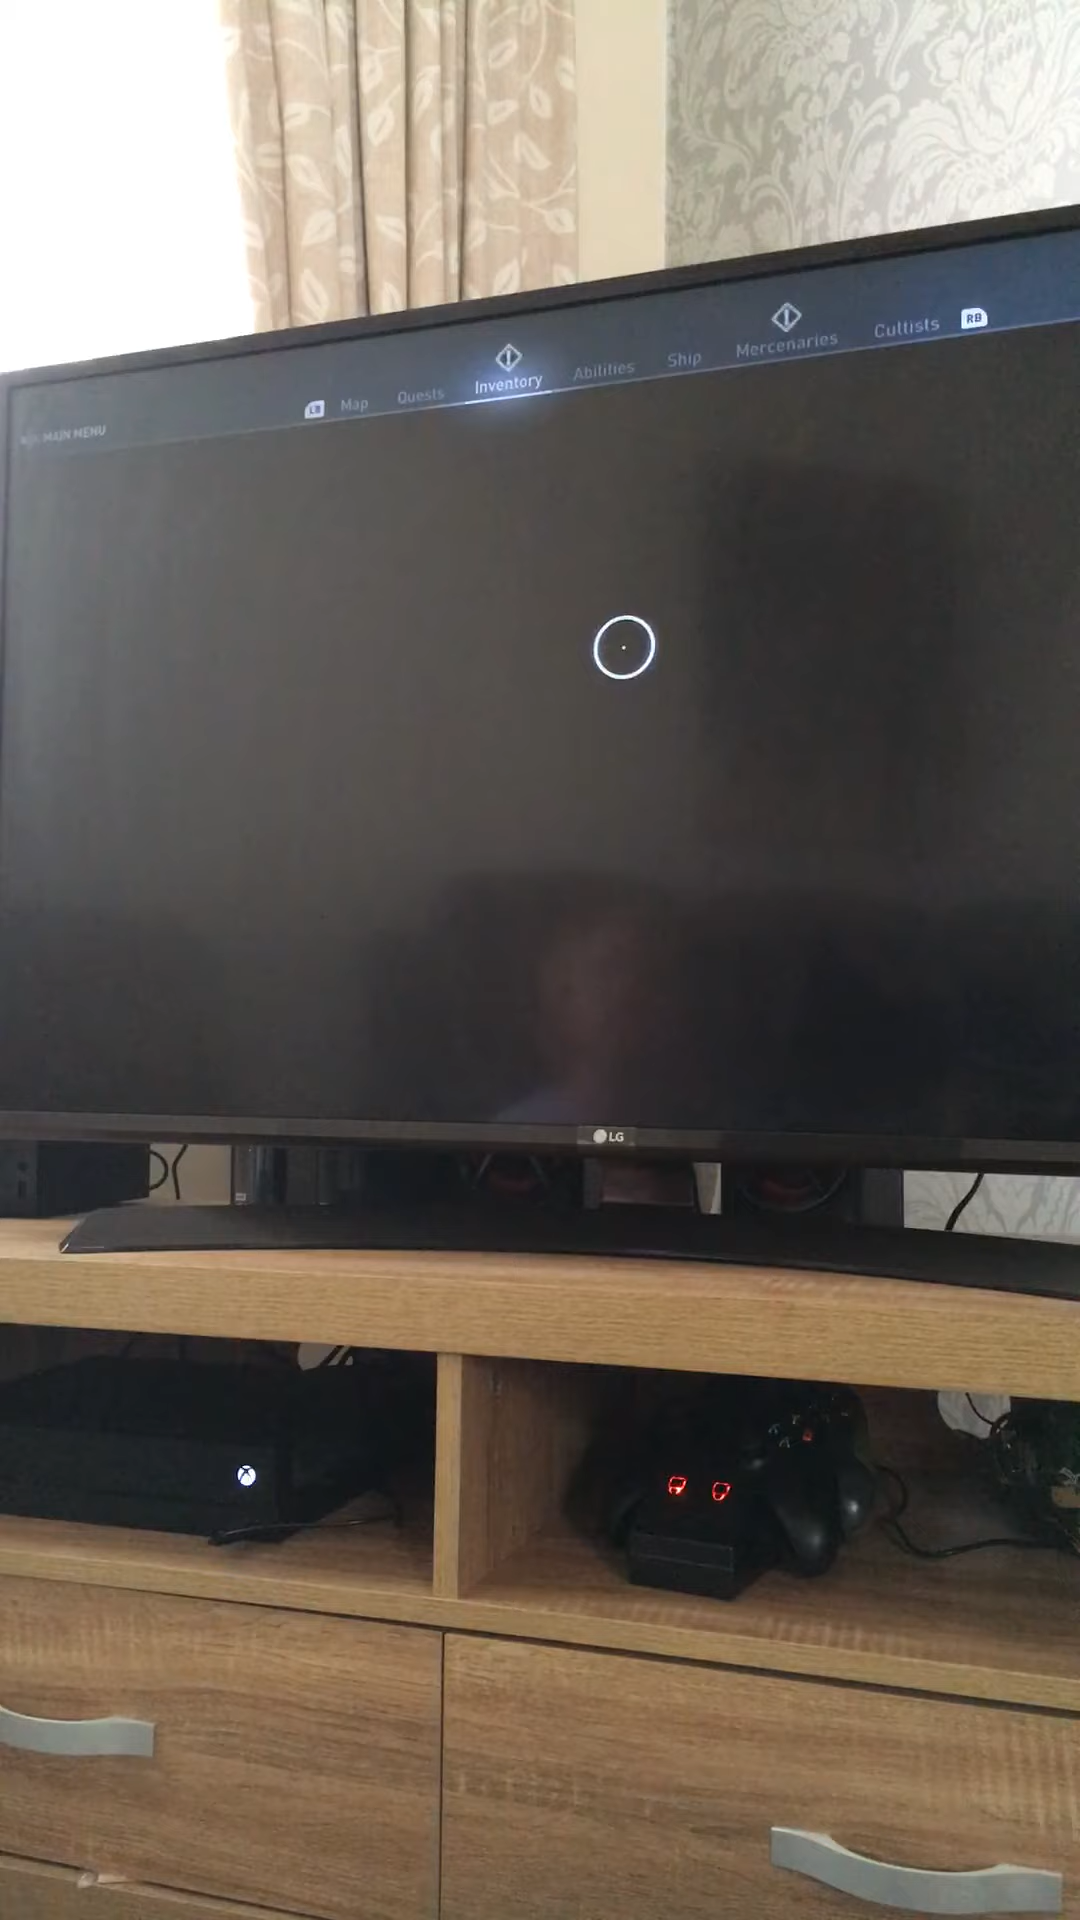 LB Map Quests Inventory Abilities Ship Mercenaries Cultists RB
MAIN MENU
LG